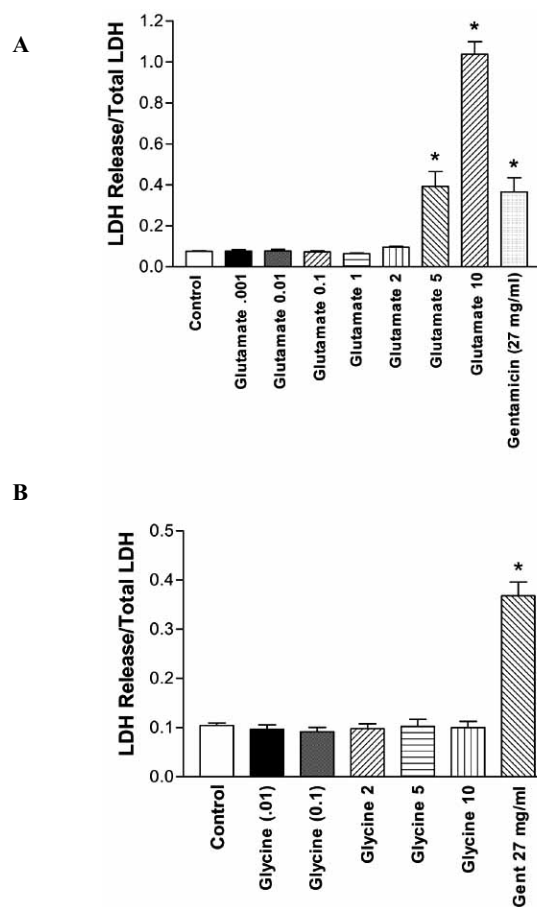 A
LDH Release/Total LDH
1.2
1.0
0.8
0.6
0.4
0.2
0.0
*
*
*
Control
Glutamate .001
Glutamate 0.01
Glutamate 0.1
Glutamate 1
Glutamate 2
Glutamate 5
Glutamate 10
Gentamicin (27 mg/ml)
B
LDH Release/Total LDH
0.5
0.4
0.3
0.2
0.1
0.0
*
Control
Glycine (.01)
Glycine (0.1)
Glycine 2
Glycine 5
Glycine 10
Gent 27 mg/ml